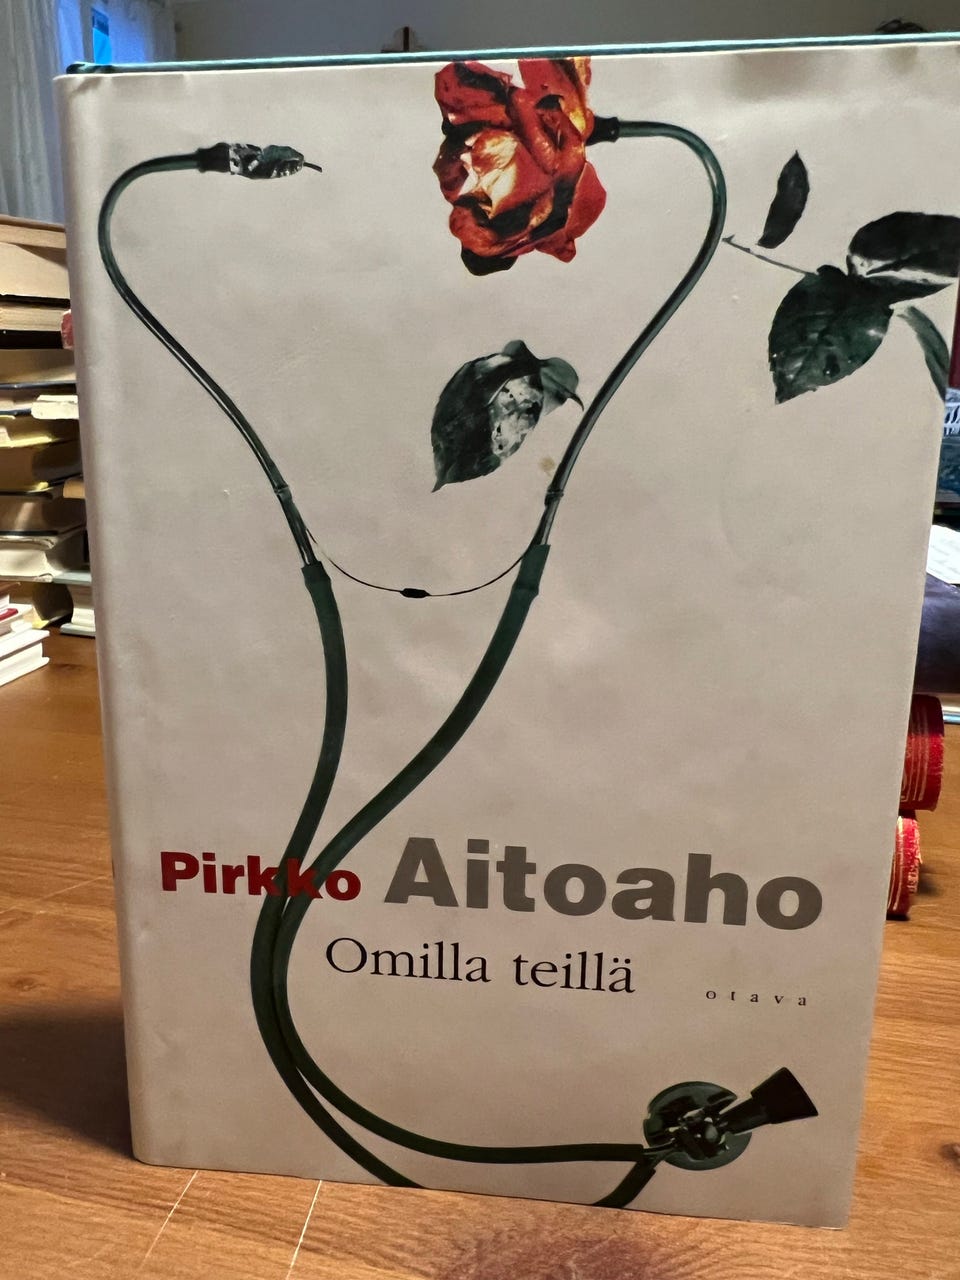 Pirkko Aitoaho
Omilla teillä
otava